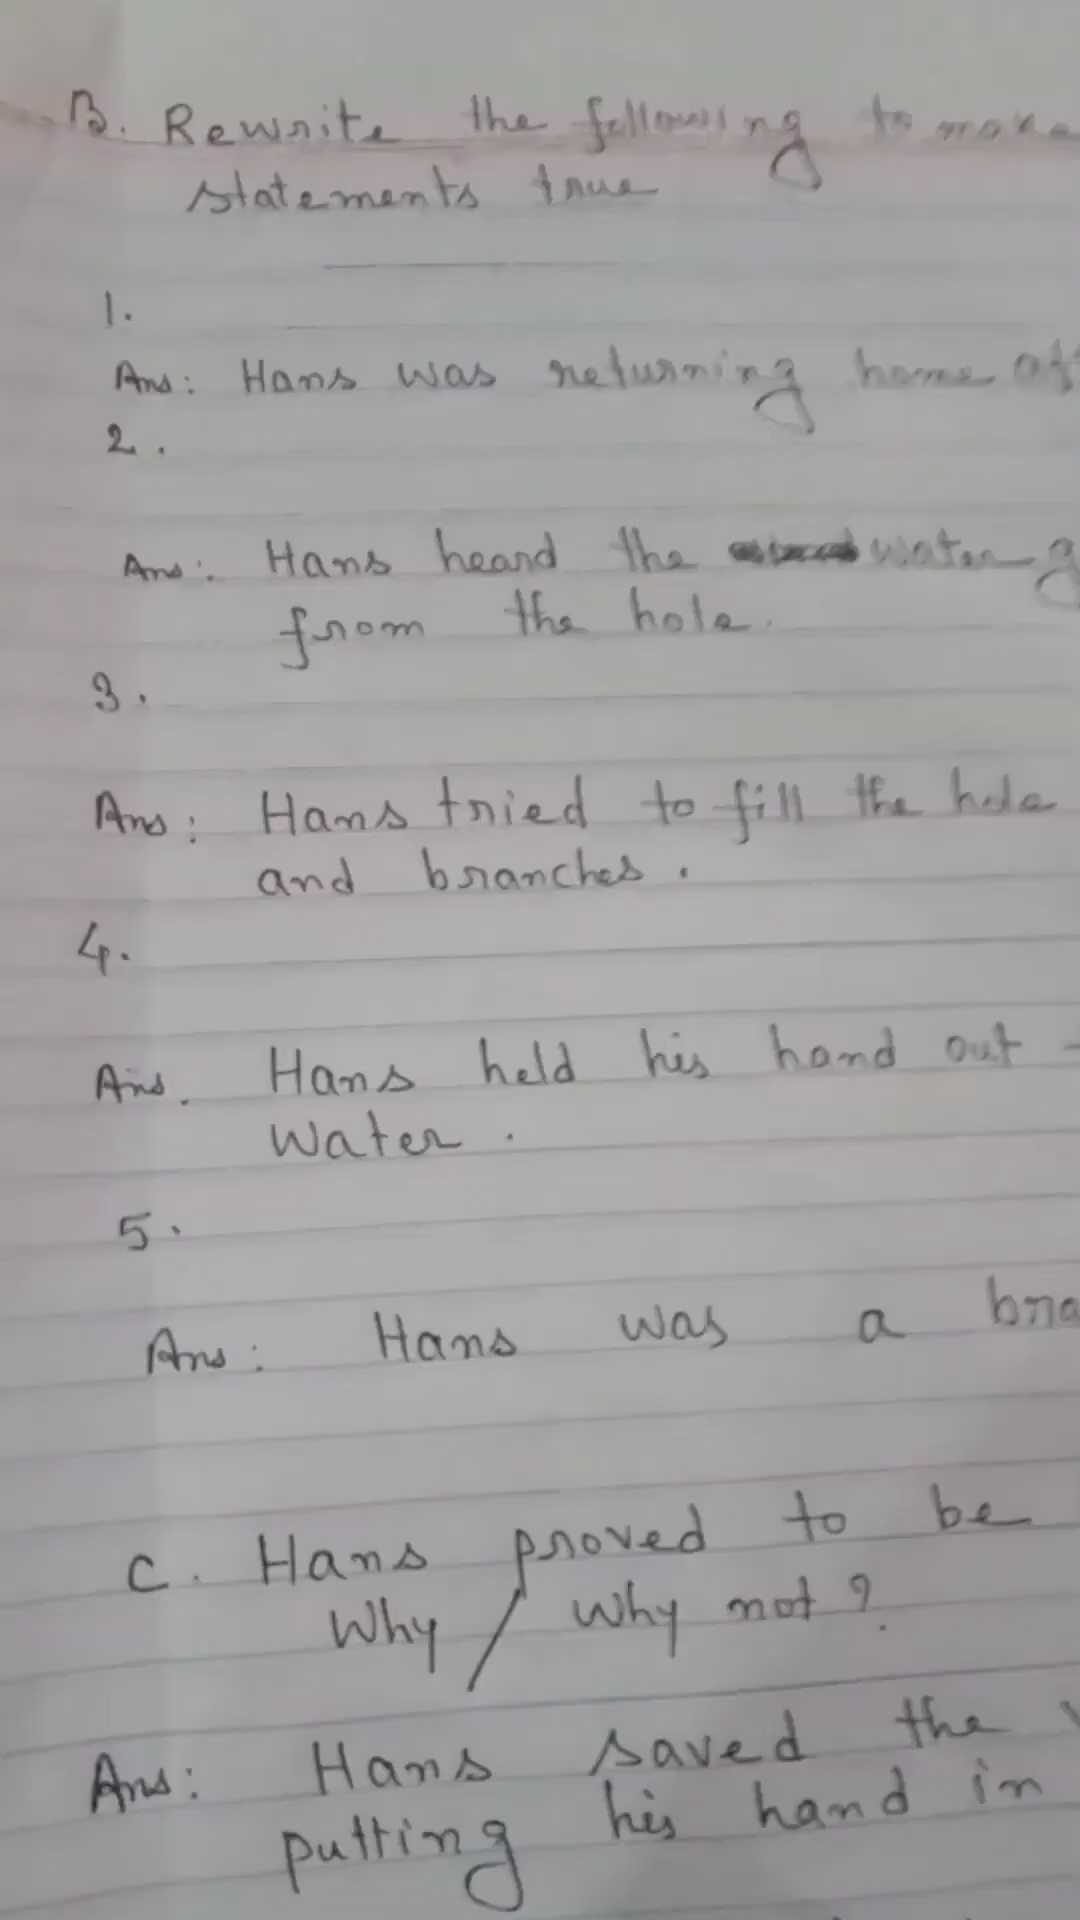 B. Rewrite the following to make
statements true
1.
Ans: Hans was returning home
2.
Ans: Hans heard the water
from the hole.
3.
Ans: Hans tried to fill the hole
and branches.
4.
Ans. Hans held his hand out
Water.
5.
Ans: Hans was a
C. Hans proved to be
Why / Why not?
Ans: Hans saved the
putting his hand in